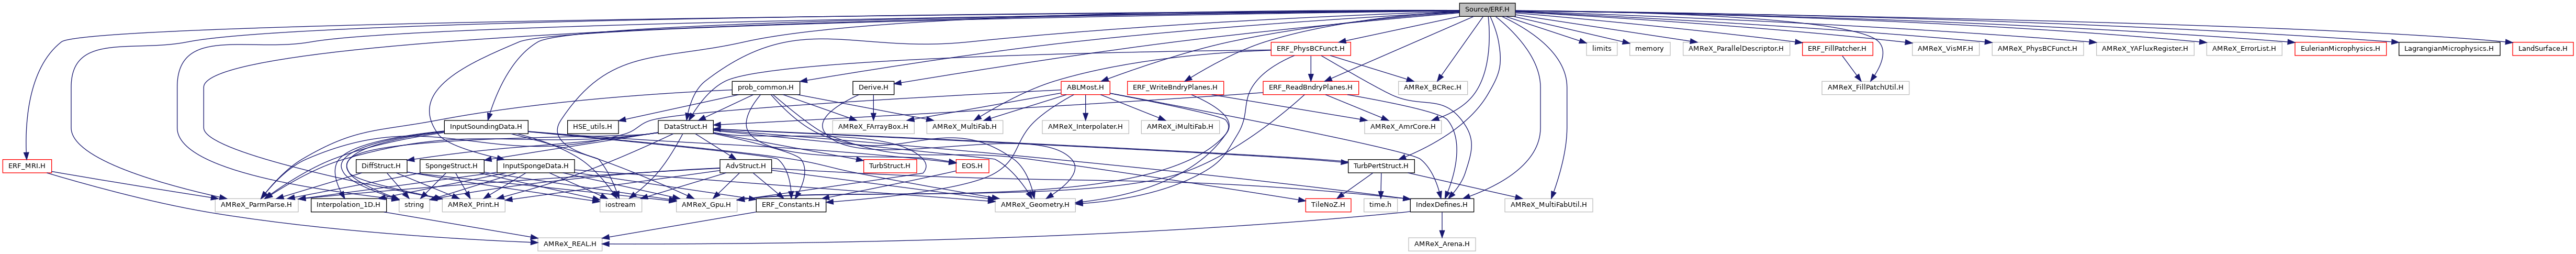 Source/ERF.H
ERF_PhysBCFunct.H
limits
memory
AMReX_ParallelDescriptor.H
ERF_FillPatcher.H
AMReX_VisMF.H
AMReX_PhysBCFunct.H
AMReX_YAFluxRegister.H
AMReX_ErrorList.H
EulerianMicrophysics.H
LagrangianMicrophysics.H
LandSurface.H
prob_common.H
Derive.H
ABLMost.H
ERF_WriteBndryPlanes.H
ERF_ReadBndryPlanes.H
AMReX_BCRec.H
AMReX_FillPatchUtil.H
InputSoundingData.H
HSE_utils.H
DataStruct.H
AMReX_FArrayBox.H
AMReX_MultiFab.H
AMReX_Interpolater.H
AMReX_iMultiFab.H
AMReX_AmrCore.H
ERF_MRI.H
DiffStruct.H
SpongeStruct.H
InputSpongeData.H
AdvStruct.H
TurbStruct.H
EOS.H
TurbPertStruct.H
AMReX_ParmParse.H
Interpolation_1D.H
string
AMReX_Print.H
iostream
AMReX_Gpu.H
ERF_Constants.H
AMReX_Geometry.H
TileNoZ.H
time.h
IndexDefines.H
AMReX_MultiFabUtil.H
AMReX_REAL.H
AMReX_Arena.H